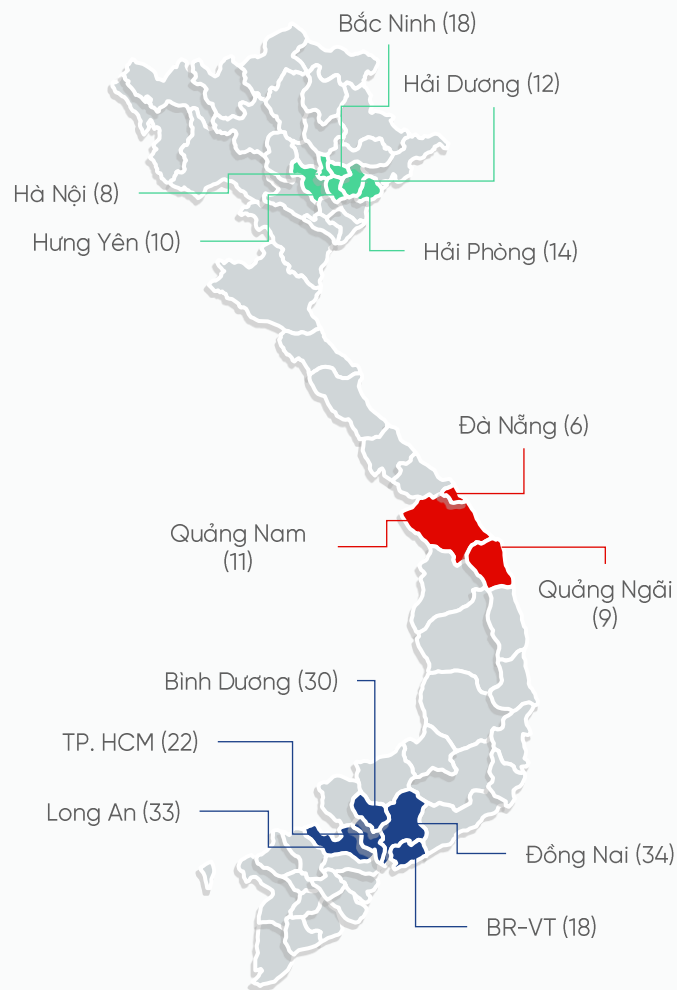 Bắc Ninh (18)
Hải Dương (12)
Hà Nội (8)
Hưng Yên (10)
Hải Phòng (14)
Đà Nẵng (6)
Quảng Nam
(11)
Quảng Ngãi
(9)
Bình Dương (30)
TP. HCM (22)
Long An (33)
Đồng Nai (34)
BR-VT (18)